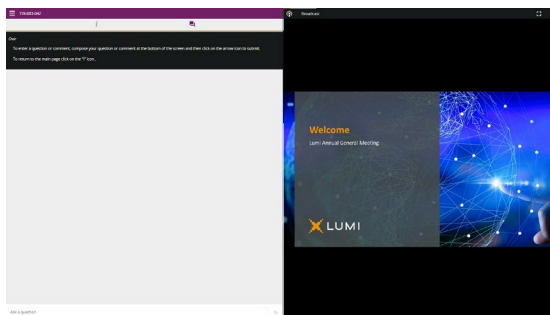 Broadcast
Chair
To enter a question or comment, compose your question or comment at the bottom of the screen and then click on the arrow icon to submit.
To return to the main page click on the "i" icon.
Welcome
Lumi Annual General Meeting
LUMI
Ask a question